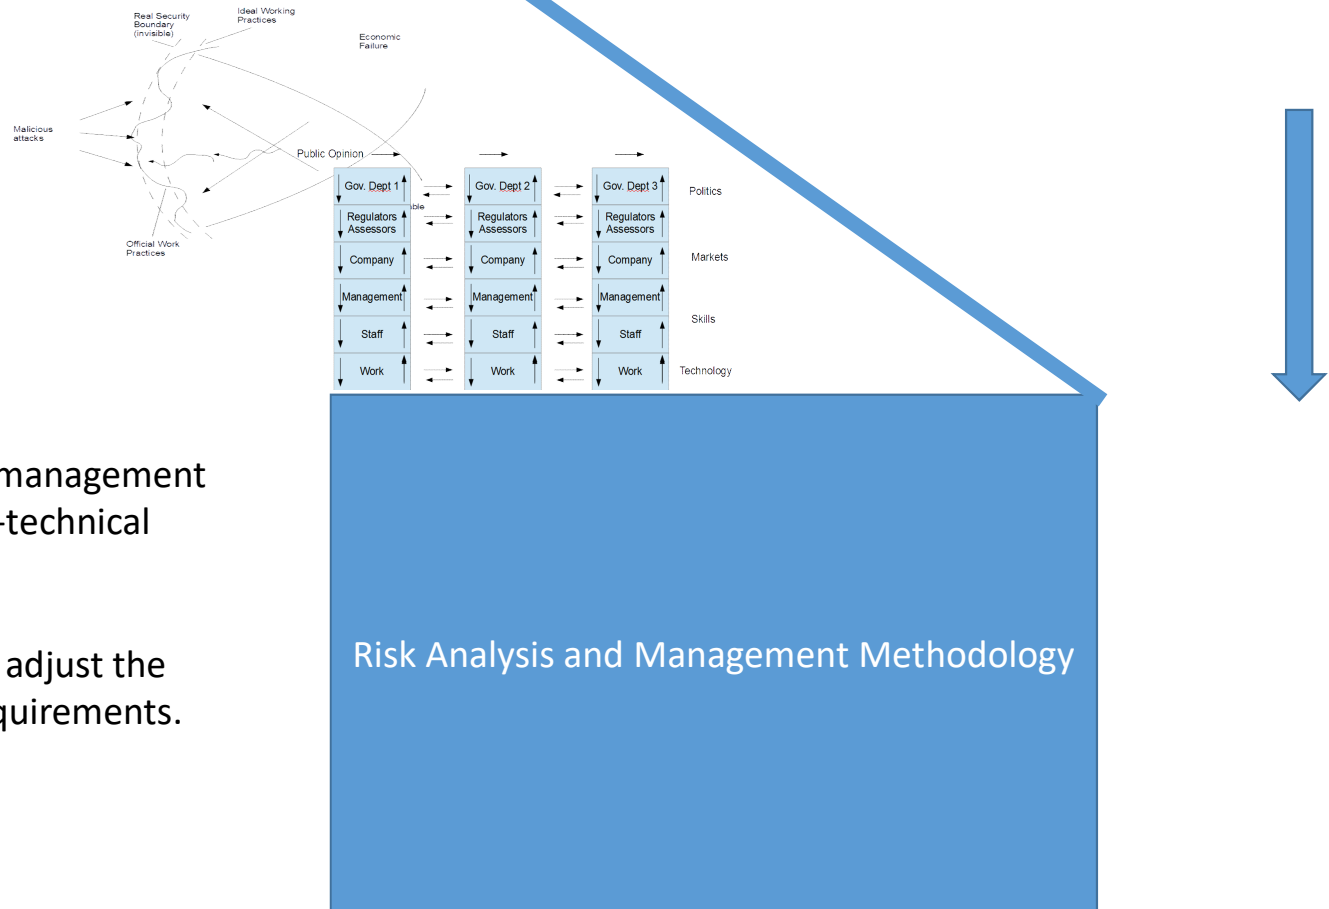 Real Security
Boundary
(invisible)
Ideal Working
Practices
Economic
Failure
Malicious
attacks
Official Work
Practices
Public Opinion
Gov. Dept 1
Gov. Dept 2
Gov. Dept 3
Politics
Regulators
Assessors
Regulators
Assessors
Regulators
Assessors
Company
Company
Company
Markets
Management
Management
Management
Skills
Staff
Staff
Staff
Work
Work
Work
Technology
management
-technical
adjust the
quirements.
Risk Analysis and Management Methodology